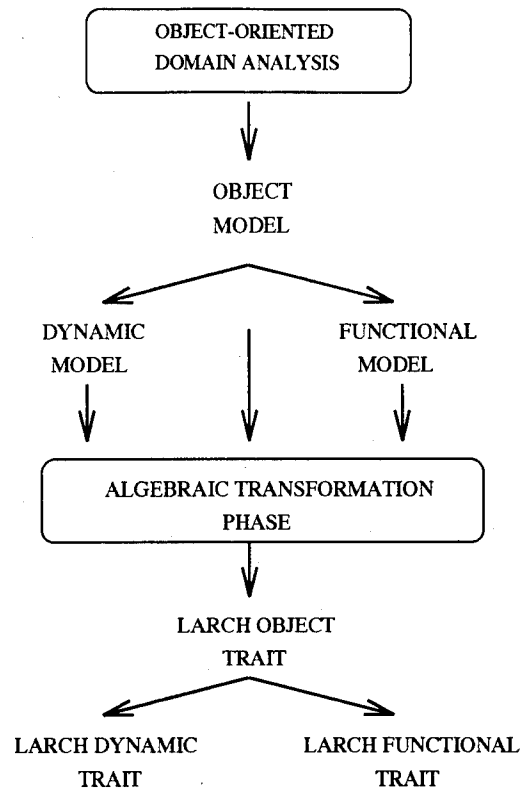 OBJECT-ORIENTED
DOMAIN ANALYSIS
OBJECT
MODEL
DYNAMIC
MODEL
FUNCTIONAL
MODEL
ALGEBRAIC TRANSFORMATION
PHASE
LARCH OBJECT
TRAIT
LARCH DYNAMIC
TRAIT
LARCH FUNCTIONAL
TRAIT